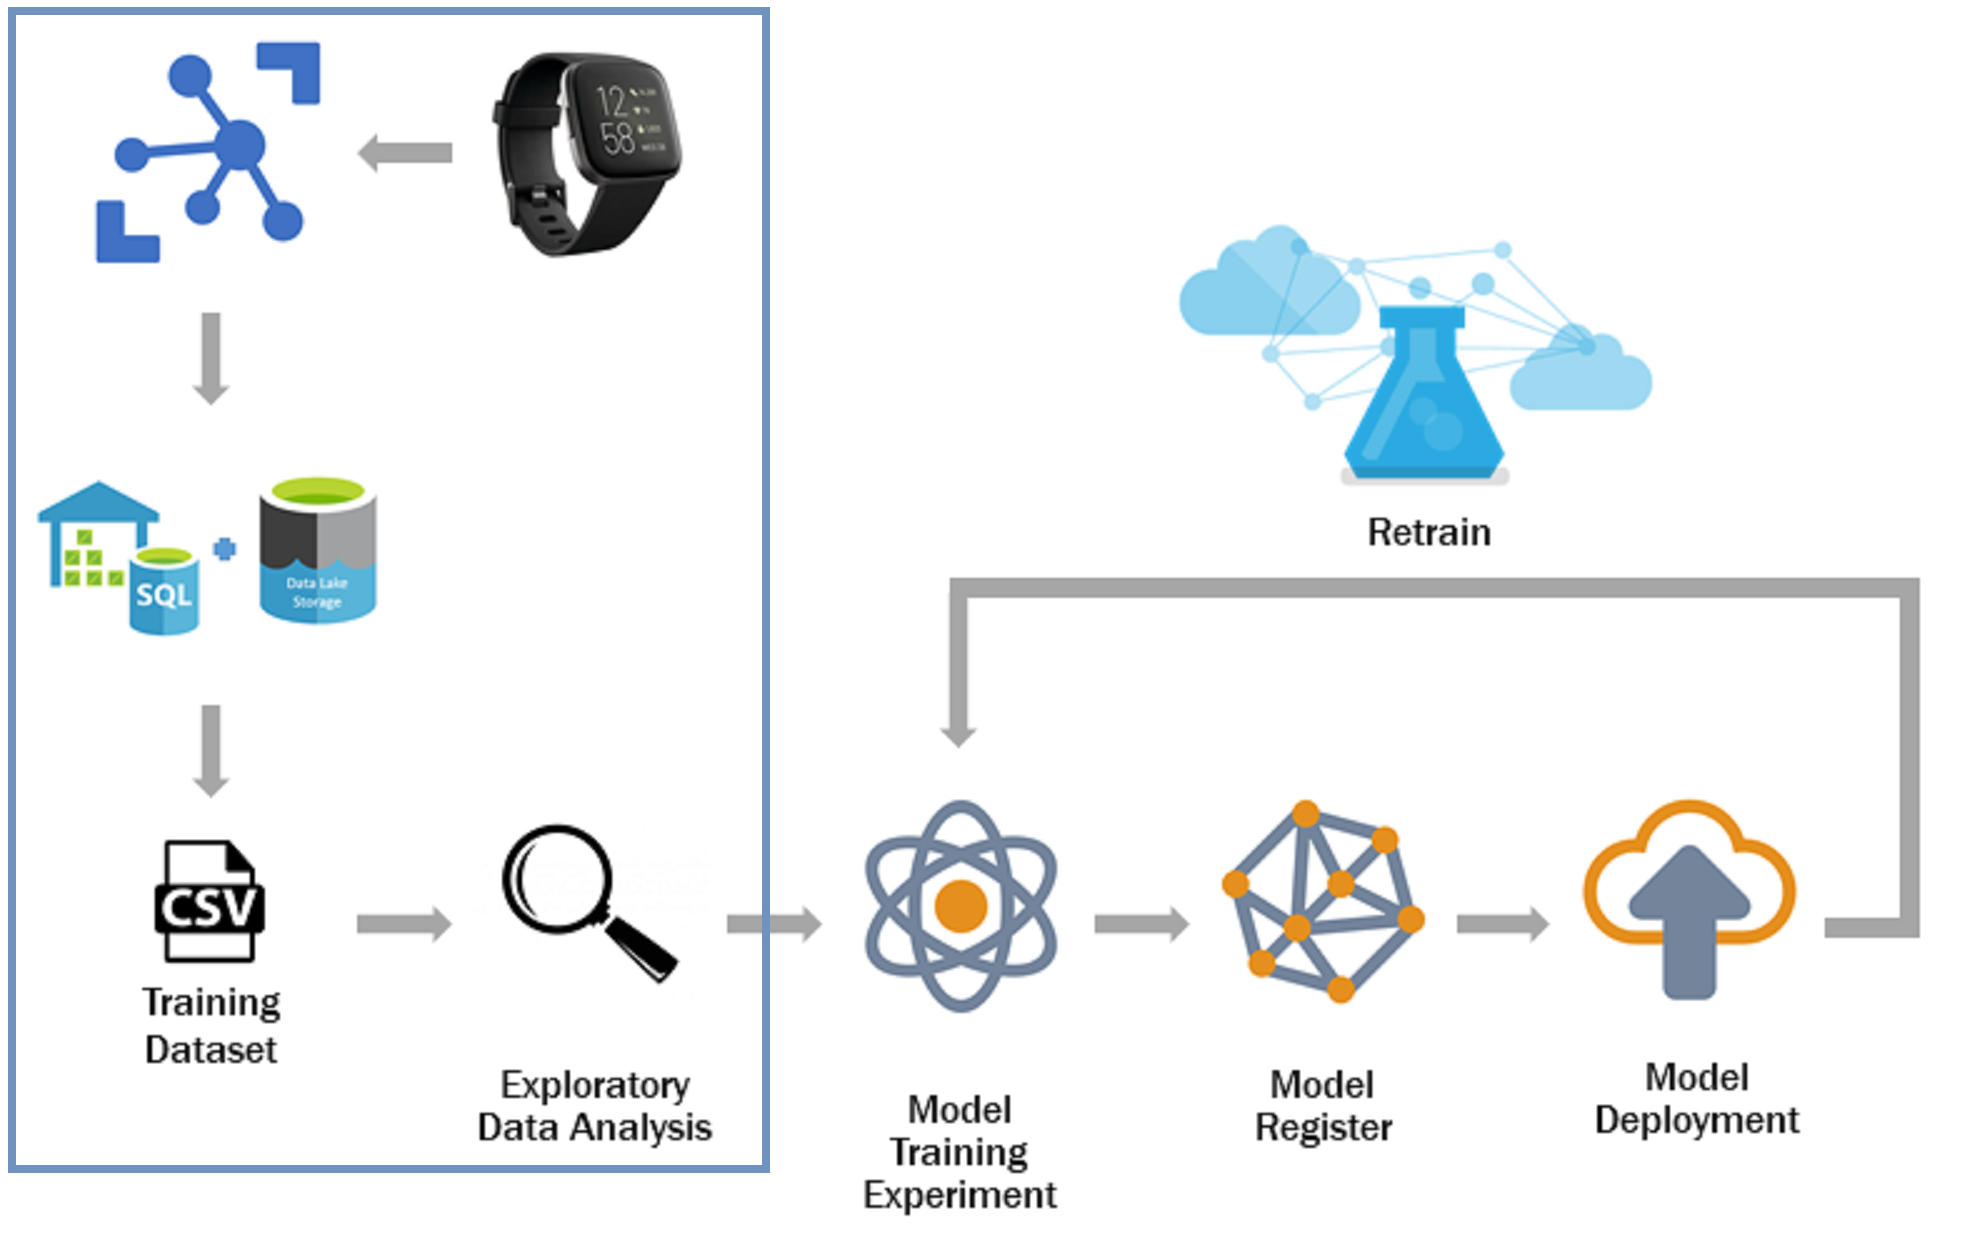 12
58
SQL
Data Lake
Storage
CSV
Training
Dataset
Exploratory
Data Analysis
Retrain
Model
Training
Experiment
Model
Register
Model
Deployment